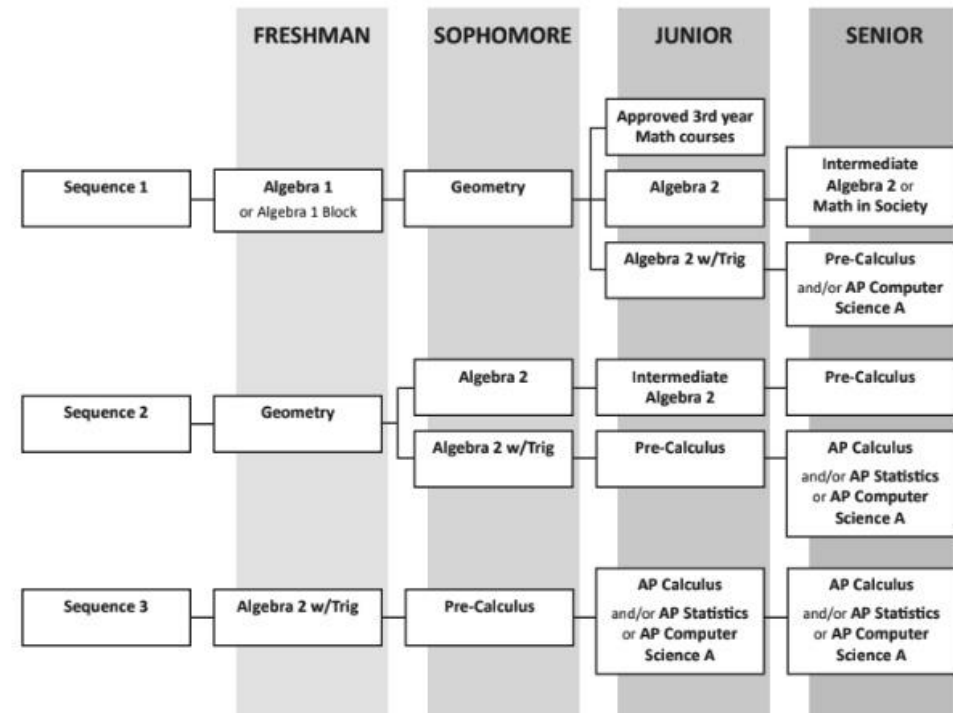 FRESHMAN
SOPHOMORE
JUNIOR
SENIOR
Approved 3rd year
Math courses
Sequence 1
Algebra 1
or Algebra 1 Block
Geometry
Algebra 2
Intermediate
Algebra 2 or
Math in Society
Algebra 2 w/Trig
Pre-Calculus
and/or AP Computer
Science A
Sequence 2
Geometry
Algebra 2
Intermediate
Algebra 2
Pre-Calculus
Algebra 2 w/Trig
Pre-Calculus
AP Calculus
and/or AP Statistics
or AP Computer
Science A
Sequence 3
Algebra 2 w/Trig
Pre-Calculus
AP Calculus
and/or AP Statistics
or AP Computer
Science A
AP Calculus
and/or AP Statistics
or AP Computer
Science A